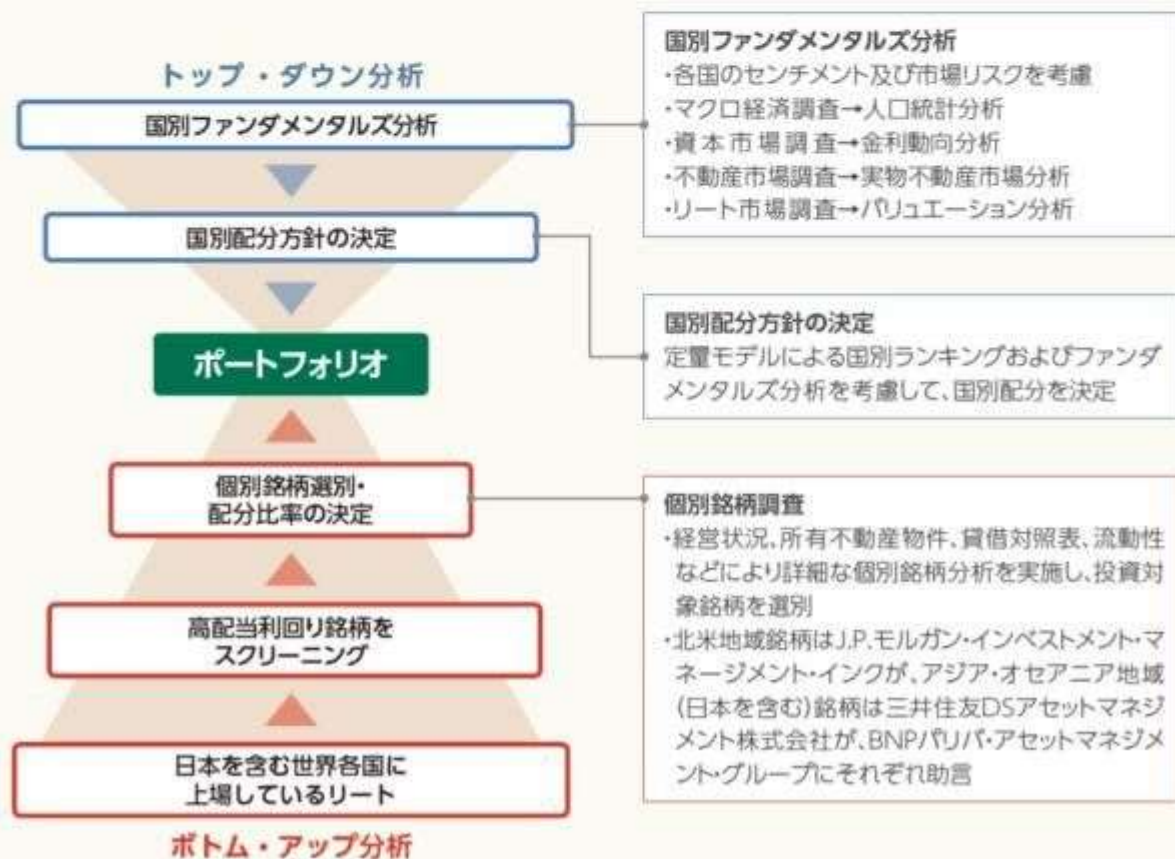 トップ・ダウン分析
国別ファンダメンタルズ分析
国別配分方針の決定
ポートフォリオ
個別銘柄選別・
配分比率の決定
高配当利回り銘柄を
スクリーニング
日本を含む世界各国に
上場しているリート
ボトム・アップ分析
国別ファンダメンタルズ分析
・各国のセンチメント及び市場リスクを考慮
・マクロ経済調査→人口統計分析
・資本市場調査→金利動向分析
・不動産市場調査→実物不動産市場分析
・リート市場調査→バリュエーション分析
国別配分方針の決定
定量モデルによる国別ランキングおよびファンダ
メンタルズ分析を考慮して、国別配分を決定
個別銘柄調査
・経営状況、所有不動産物件、貸借対照表、流動性
などにより詳細な個別銘柄分析を実施し、投資対
象銘柄を選別
・北米地域銘柄はJ.P.モルガン・インベストメント・マ
ネージメント・インクが、アジア・オセアニア地域
(日本を含む)銘柄は三井住友DSアセットマネジ
メント株式会社が、BNPパリバ・アセットマネジメ
ント・グループにそれぞれ助言